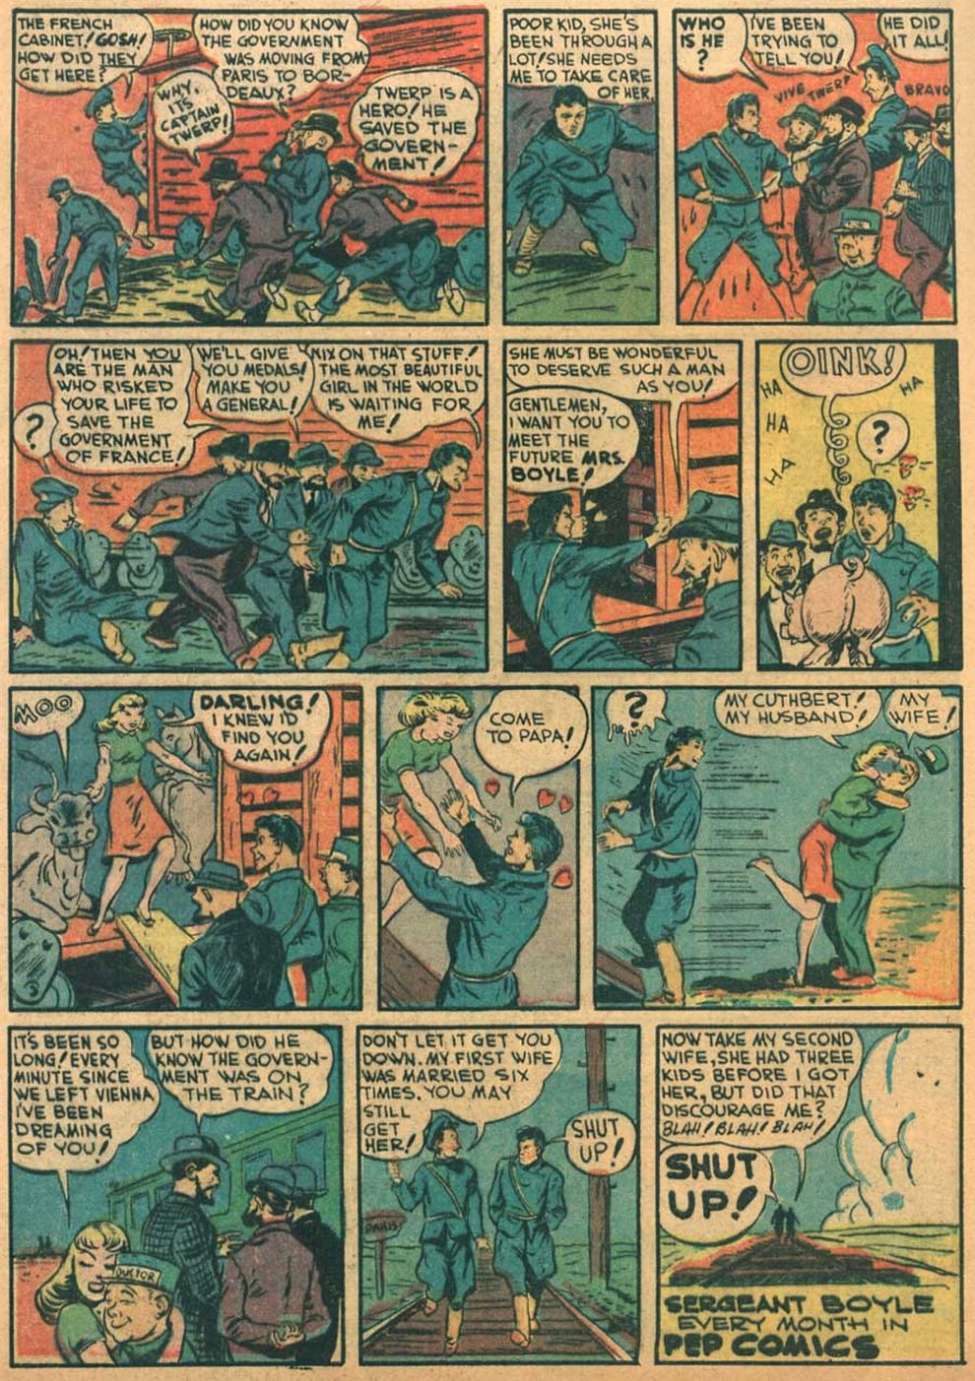 THE FRENCH
CABINET! GOSH!
HOW DID THEY
GET HERE?
HOW DID YOU KNOW
THE GOVERNMENT
WAS MOVING FROM
PARIS TO BOR-
DEAUX?
WHY,
ITS
CAPTAIN
TWERP!
TWERP IS A
HERO! HE
SAVED THE
GOVERN-
MENT!
POOR KID, SHE'S
BEEN THROUGH A
LOT! SHE NEEDS
ME TO TAKE CARE
OF HER.
WHO
IS HE
?
I'VE BEEN
TRYING TO
TELL YOU!
HE DID
IT ALL!
VIVE TWERP
BRAVO
?
OH! THEN YOU
ARE THE MAN
WHO RISKED
YOUR LIFE TO
SAVE THE
GOVERNMENT
OF FRANCE!
WE'LL GIVE
YOU MEDALS!
MAKE YOU
A GENERAL!
NIX ON THAT STUFF!
THE MOST BEAUTIFUL
GIRL IN THE WORLD
IS WAITING FOR
ME!
SHE MUST BE WONDERFUL
TO DESERVE SUCH A MAN
AS YOU!
GENTLEMEN,
I WANT YOU TO
MEET THE
FUTURE MRS.
BOYLE!
OINK!
HA
HA
HA
HA
?
MOO
DARLING!
I KNEW I'D
FIND YOU
AGAIN!
COME
TO PAPA!
?
MY CUTHBERT!
MY HUSBAND!
MY
WIFE!
IT'S BEEN SO
LONG! EVERY
MINUTE SINCE
WE LEFT VIENNA
I'VE BEEN
DREAMING
OF YOU!
BUT HOW DID HE
KNOW THE GOVERN-
MENT WAS ON
THE TRAIN?
DON'T LET IT GET YOU
DOWN. MY FIRST WIFE
WAS MARRIED SIX
TIMES. YOU MAY
STILL
GET
HER!
SHUT
UP!
PARIS
NOW TAKE MY SECOND
WIFE, SHE HAD THREE
KIDS BEFORE I GOT
HER, BUT DID THAT
DISCOURAGE ME?
BLAH! BLAH! BLAH!
SHUT
UP!
SERGEANT BOYLE
EVERY MONTH IN
PEP COMICS